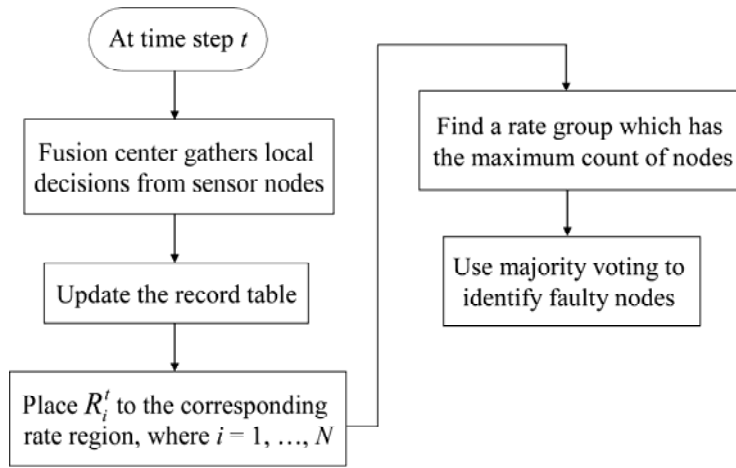 At time step t
Fusion center gathers local
decisions from sensor nodes
Update the record table
Place R_i^t to the corresponding
rate region, where i = 1, …, N
Find a rate group which has
the maximum count of nodes
Use majority voting to
identify faulty nodes